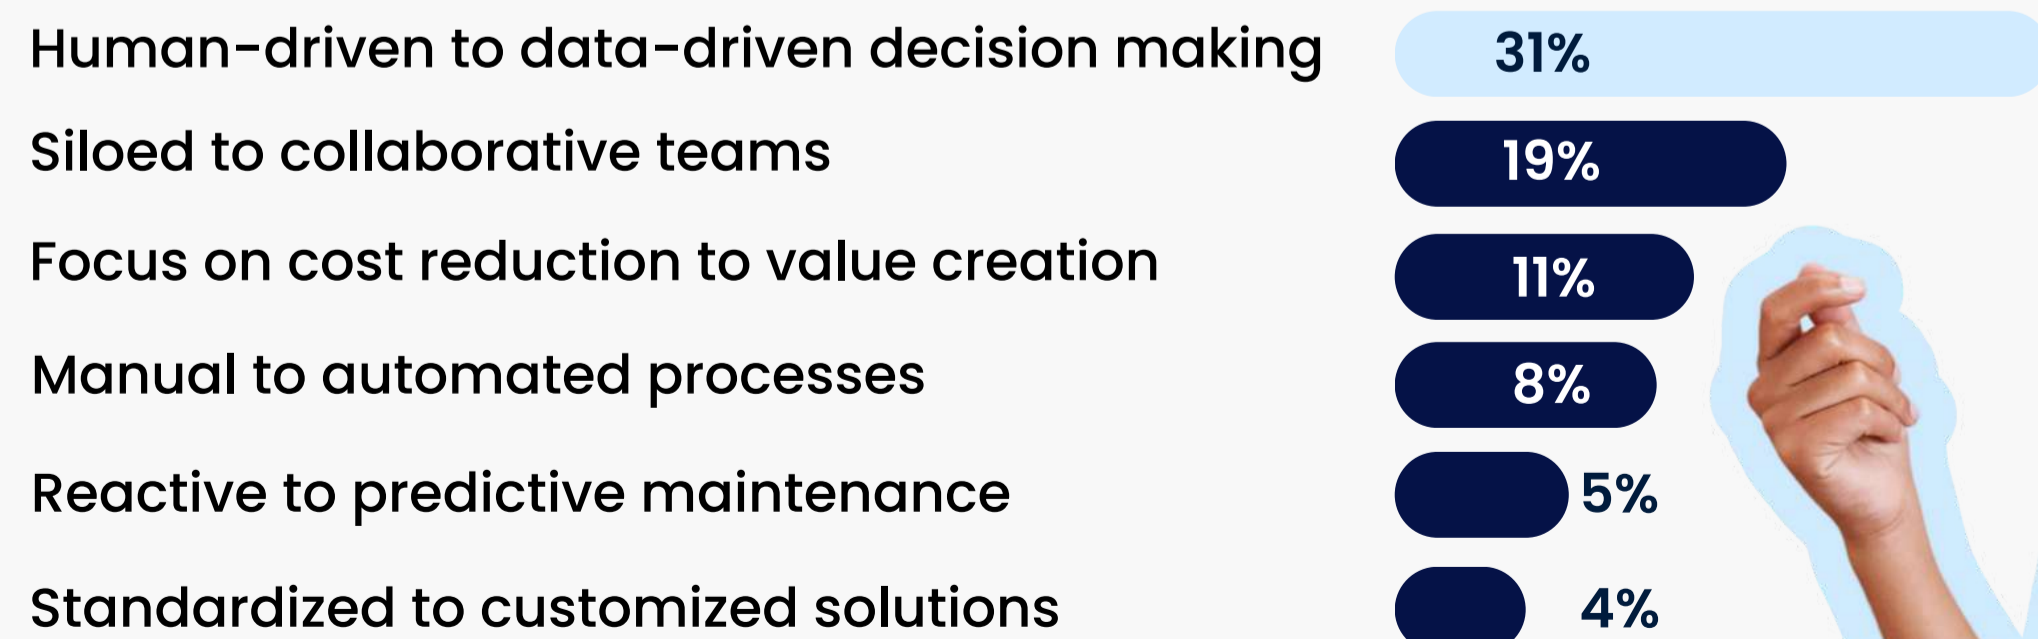 Human-driven to data-driven decision making 31%
Siloed to collaborative teams 19%
Focus on cost reduction to value creation 11%
Manual to automated processes 8%
Reactive to predictive maintenance 5%
Standardized to customized solutions 4%